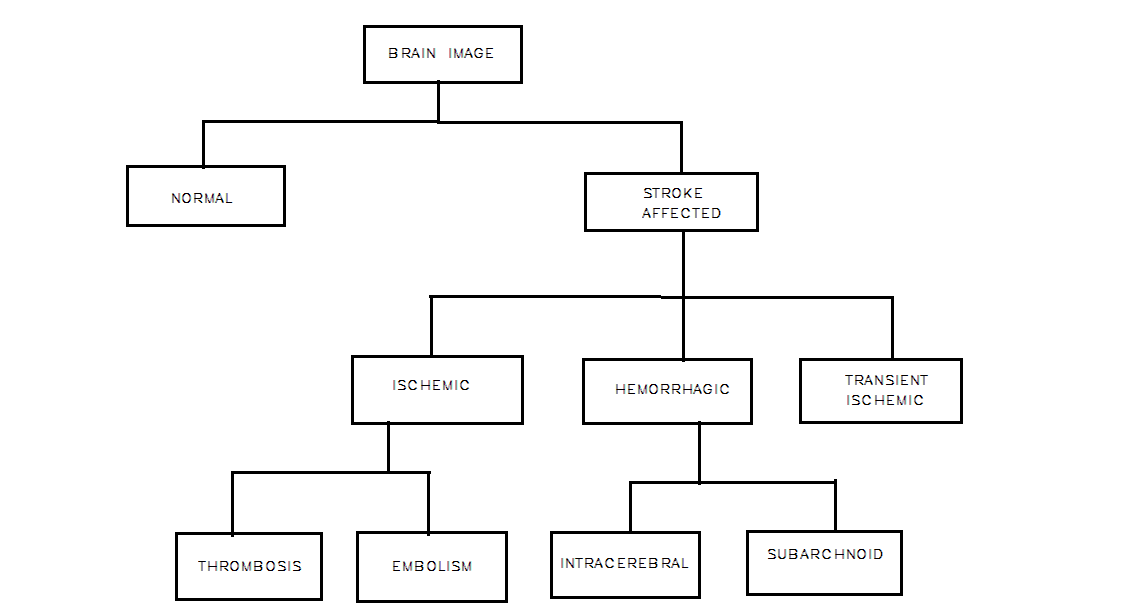 BRAIN IMAGE
NORMAL
STROKE
AFFECTED
ISCHEMIC
HEMORRHAGIC
TRANSIENT
ISCHEMIC
THROMBOSIS
EMBOLISM
INTRACEREBRAL
SUBARCHNOID